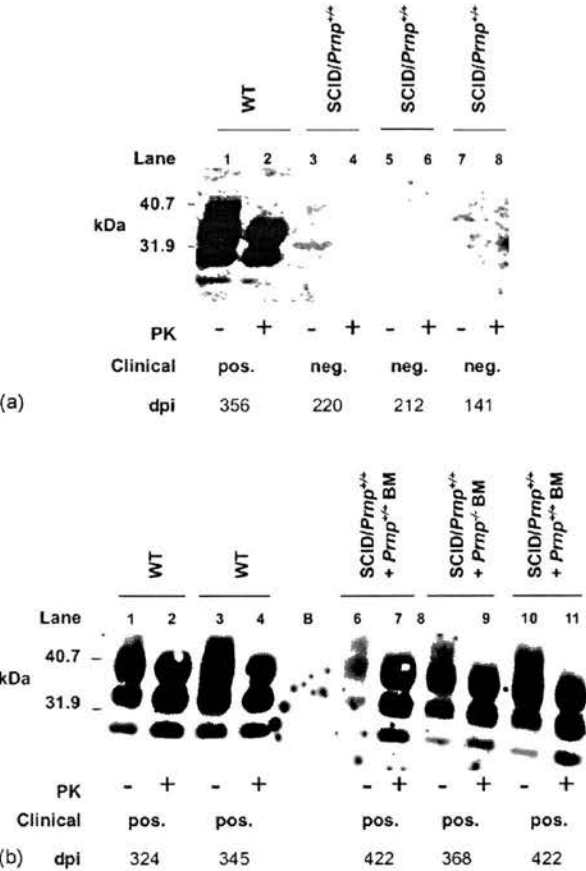 WT SCID/Prnp+/+ SCID/Prnp+/+ SCID/Prnp+/+
Lane 1 2 3 4 5 6 7 8
40.7
kDa
31.9
PK - + - + - + - +
Clinical pos. neg. neg. neg.
(a) dpi 356 220 212 141
WT WT SCID/Prnp+/+ + Prnp+/+ BM SCID/Prnp+/+ + Prnp-/- BM SCID/Prnp+/+ + Prnp+/+ BM
Lane 1 2 3 4 B 6 7 8 9 10 11
40.7
kDa
31.9
PK - + - + - + - + - +
Clinical pos. pos. pos. pos. pos.
(b) dpi 324 345 422 368 422